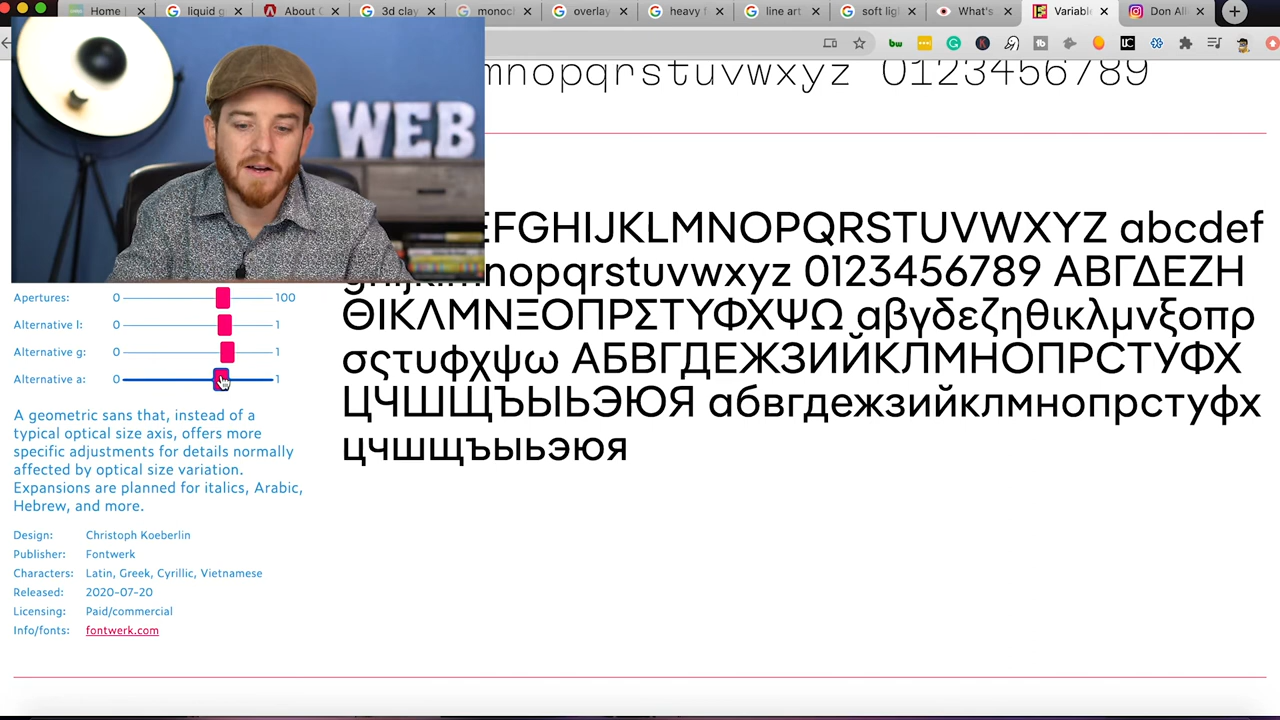 Home
liquid g
About C
3d clay
monoc
overlay
heavy f
line art
soft ligh
What's
Variable
Don All
WEB
mnopqrstuvwxyz 0123456789
EFGHIJKLMNOPQRSTUVWXYZ abcdef
ghijklmnopqrstuvwxyz 0123456789 ΑΒΓΔΕΖΗ
ΘΙΚΛΜΝΞΟΠΡΣΤΥΦΧΨΩ αβγδεζηθικλμνξοπρ
σςτυφχψω АБВГДЕЖЗИЙКЛМНОПРСТУФХ
ЦЧШЩЪЫЬЭЮЯ абвгдежзийклмнопрстуфх
цчшщъыьэюя
Apertures: 0 100
Alternative l: 0 1
Alternative g: 0 1
Alternative a: 0 1
A geometric sans that, instead of a
typical optical size axis, offers more
specific adjustments for details normally
affected by optical size variation.
Expansions are planned for italics, Arabic,
Hebrew, and more.
Design: Christoph Koeberlin
Publisher: Fontwerk
Characters: Latin, Greek, Cyrillic, Vietnamese
Released: 2020-07-20
Licensing: Paid/commercial
Info/fonts: fontwerk.com